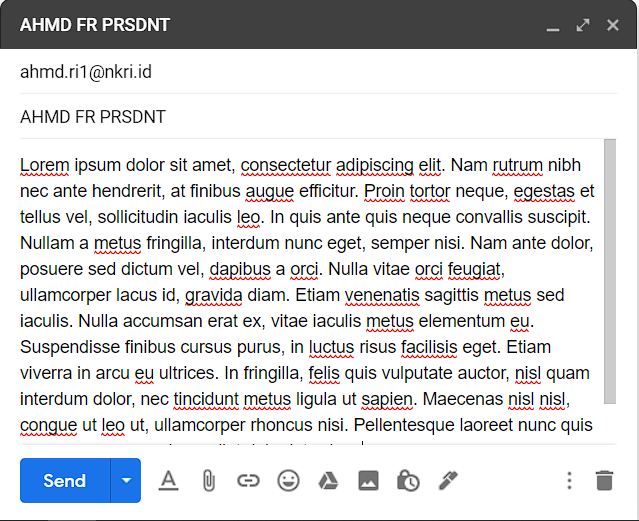 AHMD FR PRSDNT
ahmd.ri1@nkri.id
AHMD FR PRSDNT
Lorem ipsum dolor sit amet, consectetur adipiscing elit. Nam rutrum nibh
nec ante hendrerit, at finibus augue efficitur. Proin tortor neque, egestas et
tellus vel, sollicitudin iaculis leo. In quis ante quis neque convallis suscipit.
Nullam a metus fringilla, interdum nunc eget, semper nisi. Nam ante dolor,
posuere sed dictum vel, dapibus a orci. Nulla vitae orci feugiat,
ullamcorper lacus id, gravida diam. Etiam venenatis sagittis metus sed
iaculis. Nulla accumsan erat ex, vitae iaculis metus elementum eu.
Suspendisse finibus cursus purus, in luctus risus facilisis eget. Etiam
viverra in arcu eu ultrices. In fringilla, felis quis vulputate auctor, nisl quam
interdum dolor, nec tincidunt metus ligula ut sapien. Maecenas nisl nisl,
congue ut leo ut, ullamcorper rhoncus nisi. Pellentesque laoreet nunc quis
Send